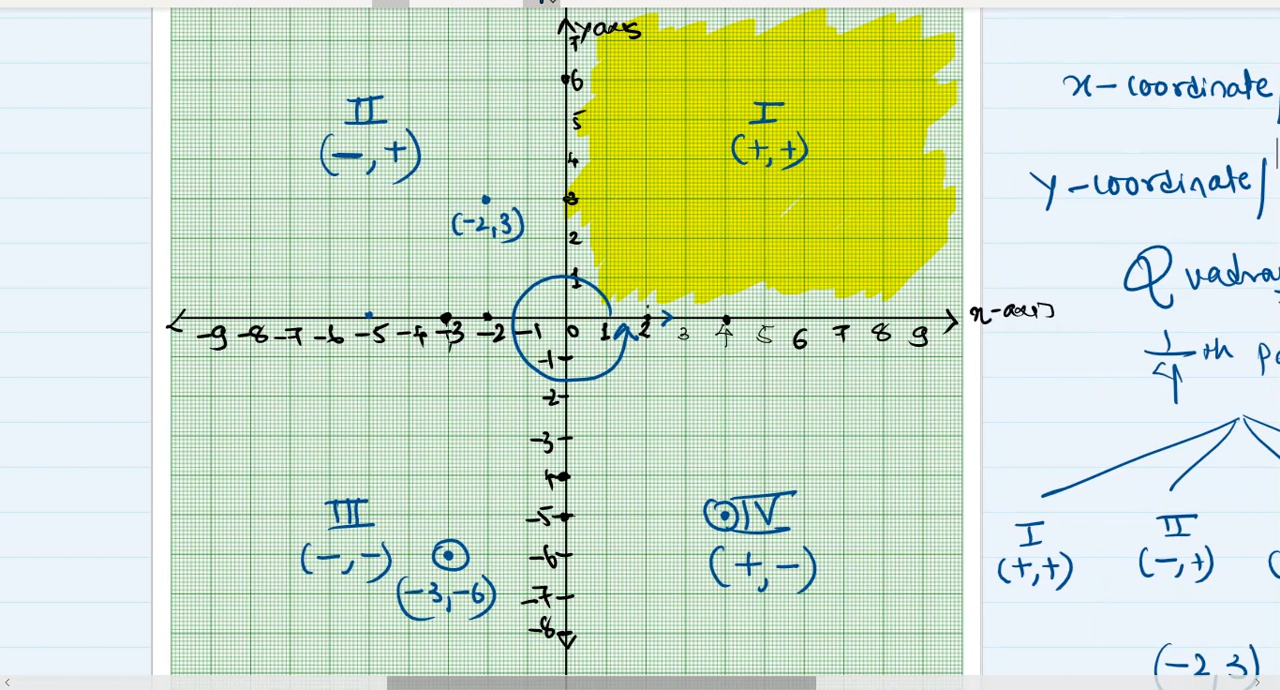 y axis
7
6
5
4
3
2
1
II
(−, +)
I
(+, +)
(-2,3)
-9 -8 -7 -6 -5 -4 -3 -2 -1 0 1 2 3 4 5 6 7 8 9
x-axis
-1
-2
-3
-5
-6
-7
-8
III
(−, −)
(-3,-6)
IV
(+, −)
x-coordinate
y-coordinate
1/4 th
I
(+,+)
II
(-,+)
(-2,3)